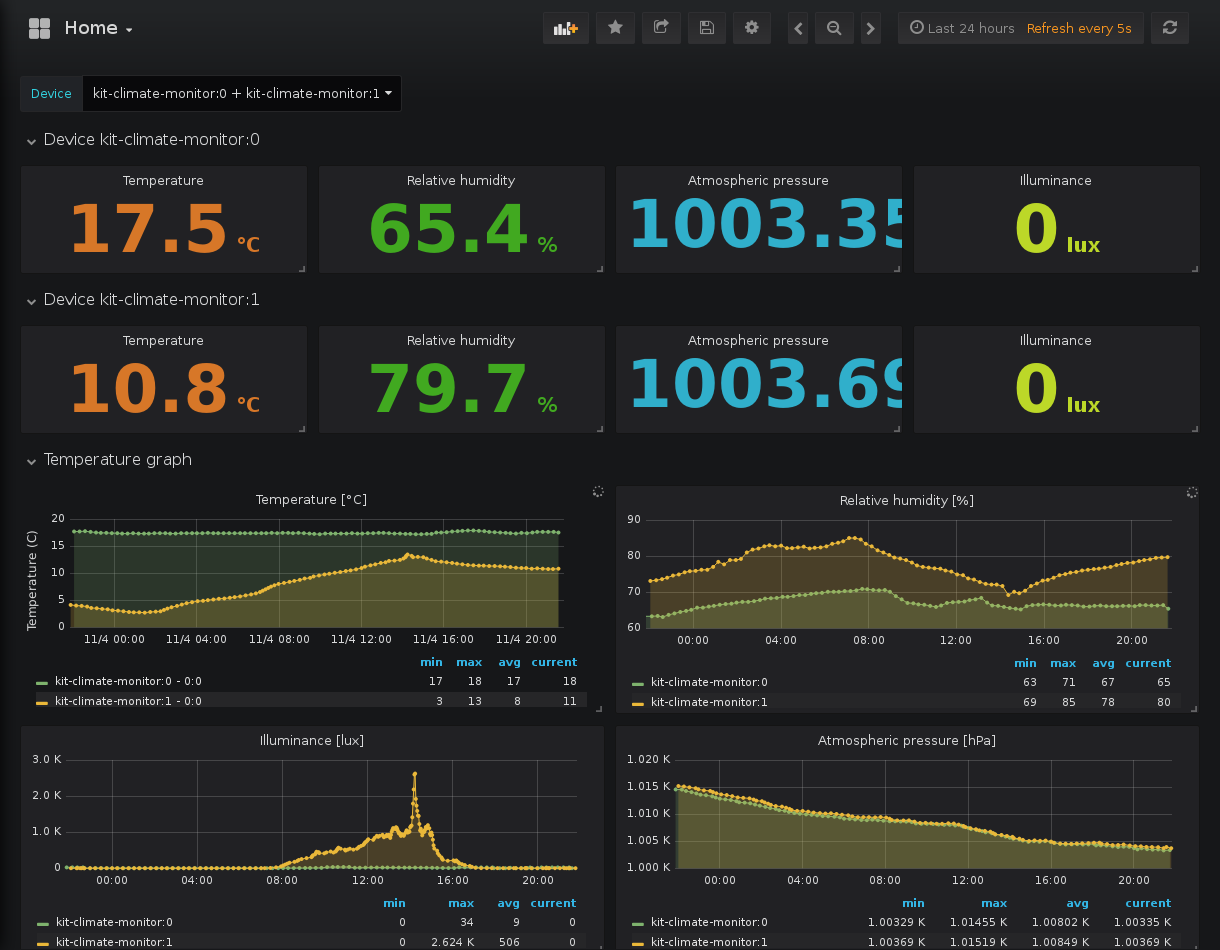 Home
Last 24 hours Refresh every 5s
Device kit-climate-monitor:0 + kit-climate-monitor:1
Device kit-climate-monitor:0
Temperature Relative humidity Atmospheric pressure Illuminance
17.5 °C 65.4 % 1003.35 0 lux
Device kit-climate-monitor:1
Temperature Relative humidity Atmospheric pressure Illuminance
10.8 °C 79.7 % 1003.69 0 lux
Temperature graph
Temperature [°C]
Temperature (C)
20
15
10
5
0
11/4 00:00 11/4 04:00 11/4 08:00 11/4 12:00 11/4 16:00 11/4 20:00
min max avg current
kit-climate-monitor:0 - 0:0 17 18 17 18
kit-climate-monitor:1 - 0:0 3 13 8 11
Relative humidity [%]
90
80
70
60
00:00 04:00 08:00 12:00 16:00 20:00
min max avg current
kit-climate-monitor:0 63 71 67 65
kit-climate-monitor:1 69 85 78 80
Illuminance [lux]
3.0 K
2.0 K
1.0 K
0
00:00 04:00 08:00 12:00 16:00 20:00
min max avg current
kit-climate-monitor:0 0 34 9 0
kit-climate-monitor:1 0 2.624 K 506 0
Atmospheric pressure [hPa]
1.020 K
1.015 K
1.010 K
1.005 K
1.000 K
00:00 04:00 08:00 12:00 16:00 20:00
min max avg current
kit-climate-monitor:0 1.00329 K 1.01455 K 1.00802 K 1.00335 K
kit-climate-monitor:1 1.00369 K 1.01519 K 1.00849 K 1.00369 K